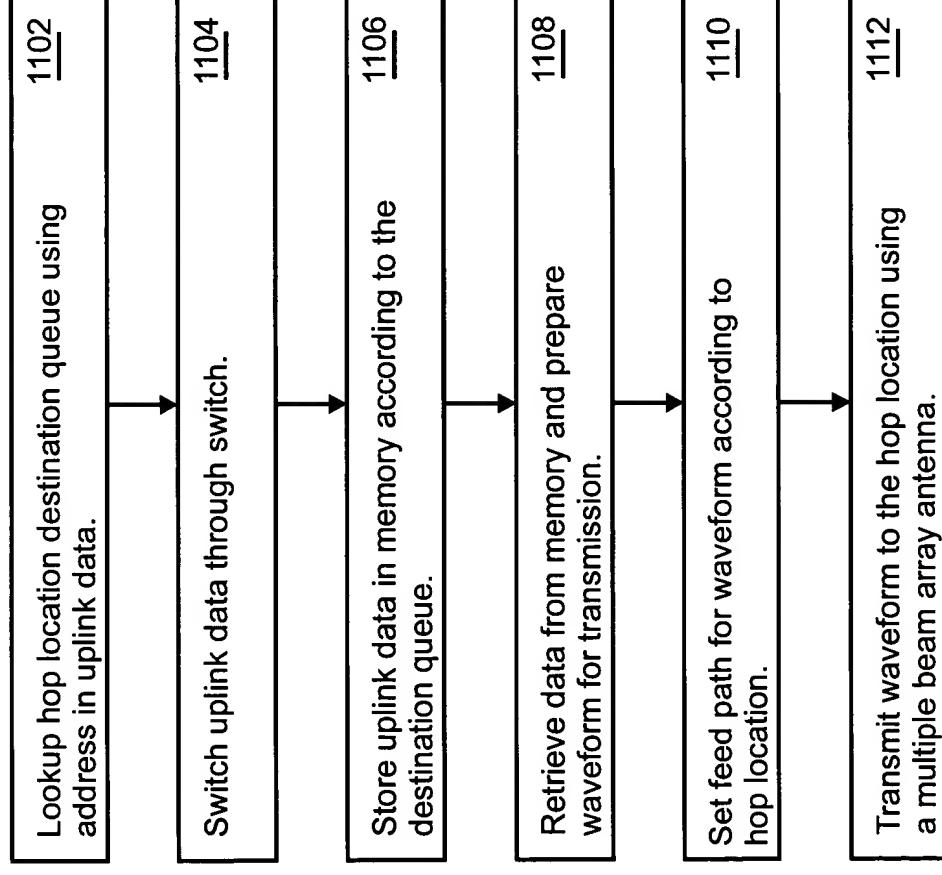 1102
Lookup hop location destination queue using
address in uplink data.
1104
Switch uplink data through switch.
1106
Store uplink data in memory according to the
destination queue.
1108
Retrieve data from memory and prepare
waveform for transmission.
1110
Set feed path for waveform according to
hop location.
1112
Transmit waveform to the hop location using
a multiple beam array antenna.